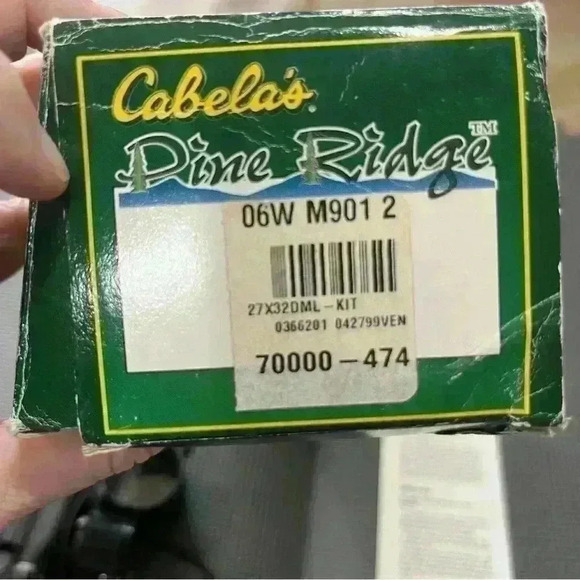 Cabela's
Pine Ridge™
06W M901 2
27X32DML-KIT
0366201 042799VEN
70000-474